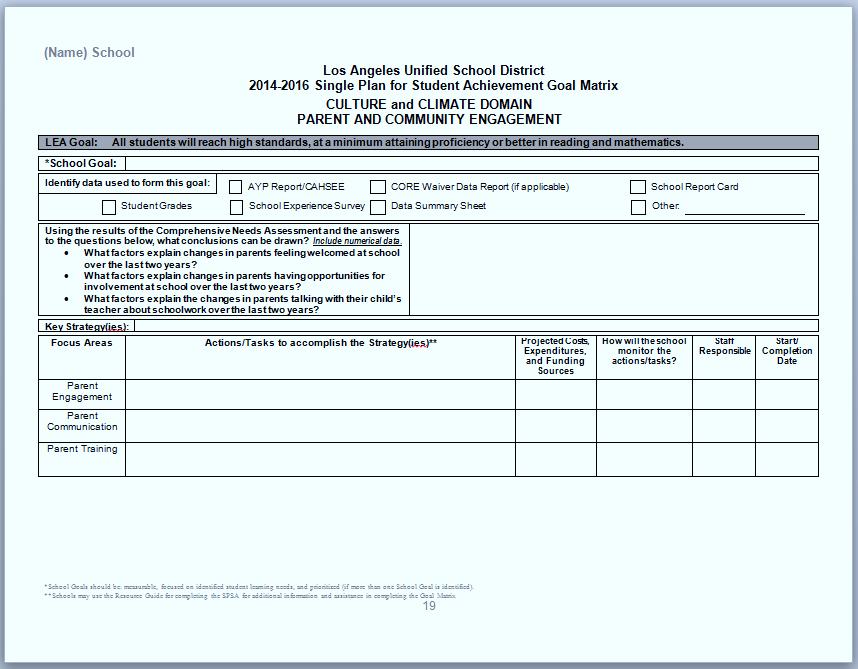 (Name) School
Los Angeles Unified School District
2014-2016 Single Plan for Student Achievement Goal Matrix
CULTURE and CLIMATE DOMAIN
PARENT AND COMMUNITY ENGAGEMENT
LEA Goal: All students will reach high standards, at a minimum attaining proficiency or better in reading and mathematics.
*School Goal:
Identify data used to form this goal:
AYP Report/CAHSEE
CORE Waiver Data Report (if applicable)
School Report Card
Student Grades
School Experience Survey
Data Summary Sheet
Other:
Using the results of the Comprehensive Needs Assessment and the answers
to the questions below, what conclusions can be drawn? Include numerical data.
• What factors explain changes in parents feeling welcomed at school
over the last two years?
• What factors explain changes in parents having opportunities for
involvement at school over the last two years?
• What factors explain the changes in parents talking with their child's
teacher about schoolwork over the last two years?
Key Strategy(ies):
Focus Areas
Actions/Tasks to accomplish the Strategy(ies)**
Projected Costs,
Expenditures,
and Funding
Sources
How will the school
monitor the
actions/tasks?
Staff
Responsible
Start/
Completion
Date
Parent
Engagement
Parent
Communication
Parent Training
*School Goals should be: measurable, focused on identified student learning needs, and prioritized (if more than one School Goal is identified).
**Schools may use the Resource Guide for completing the SPSA for additional information and assistance in completing the Goal Matrix.
19